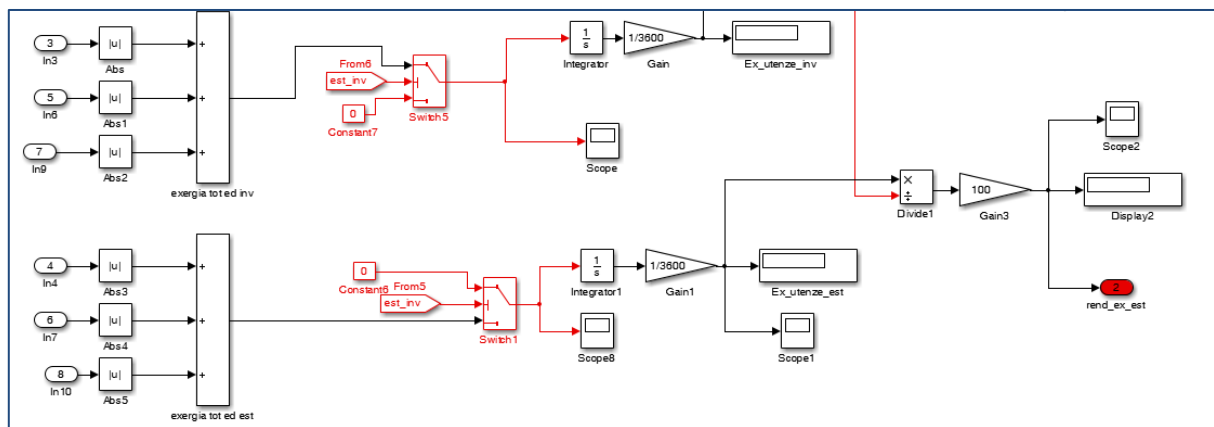 3
In3
|u|
Abs
+
5
In6
|u|
Abs1
+
7
In9
|u|
Abs2
+
exergia tot ed inv
From6
est_inv
0
Constant7
Switch5
1
s
Integrator
1/3600
Gain
Ex_utenze_inv
Scope
4
In4
|u|
Abs3
+
6
In7
|u|
Abs4
+
8
In10
|u|
Abs5
+
exergia tot ed est
0
Constant6
From5
est_inv
Switch1
1
s
Integrator1
1/3600
Gain1
Ex_utenze_est
Scope8
Scope1
×
÷
Divide1
100
Gain3
Scope2
Display2
2
rend_ex_est